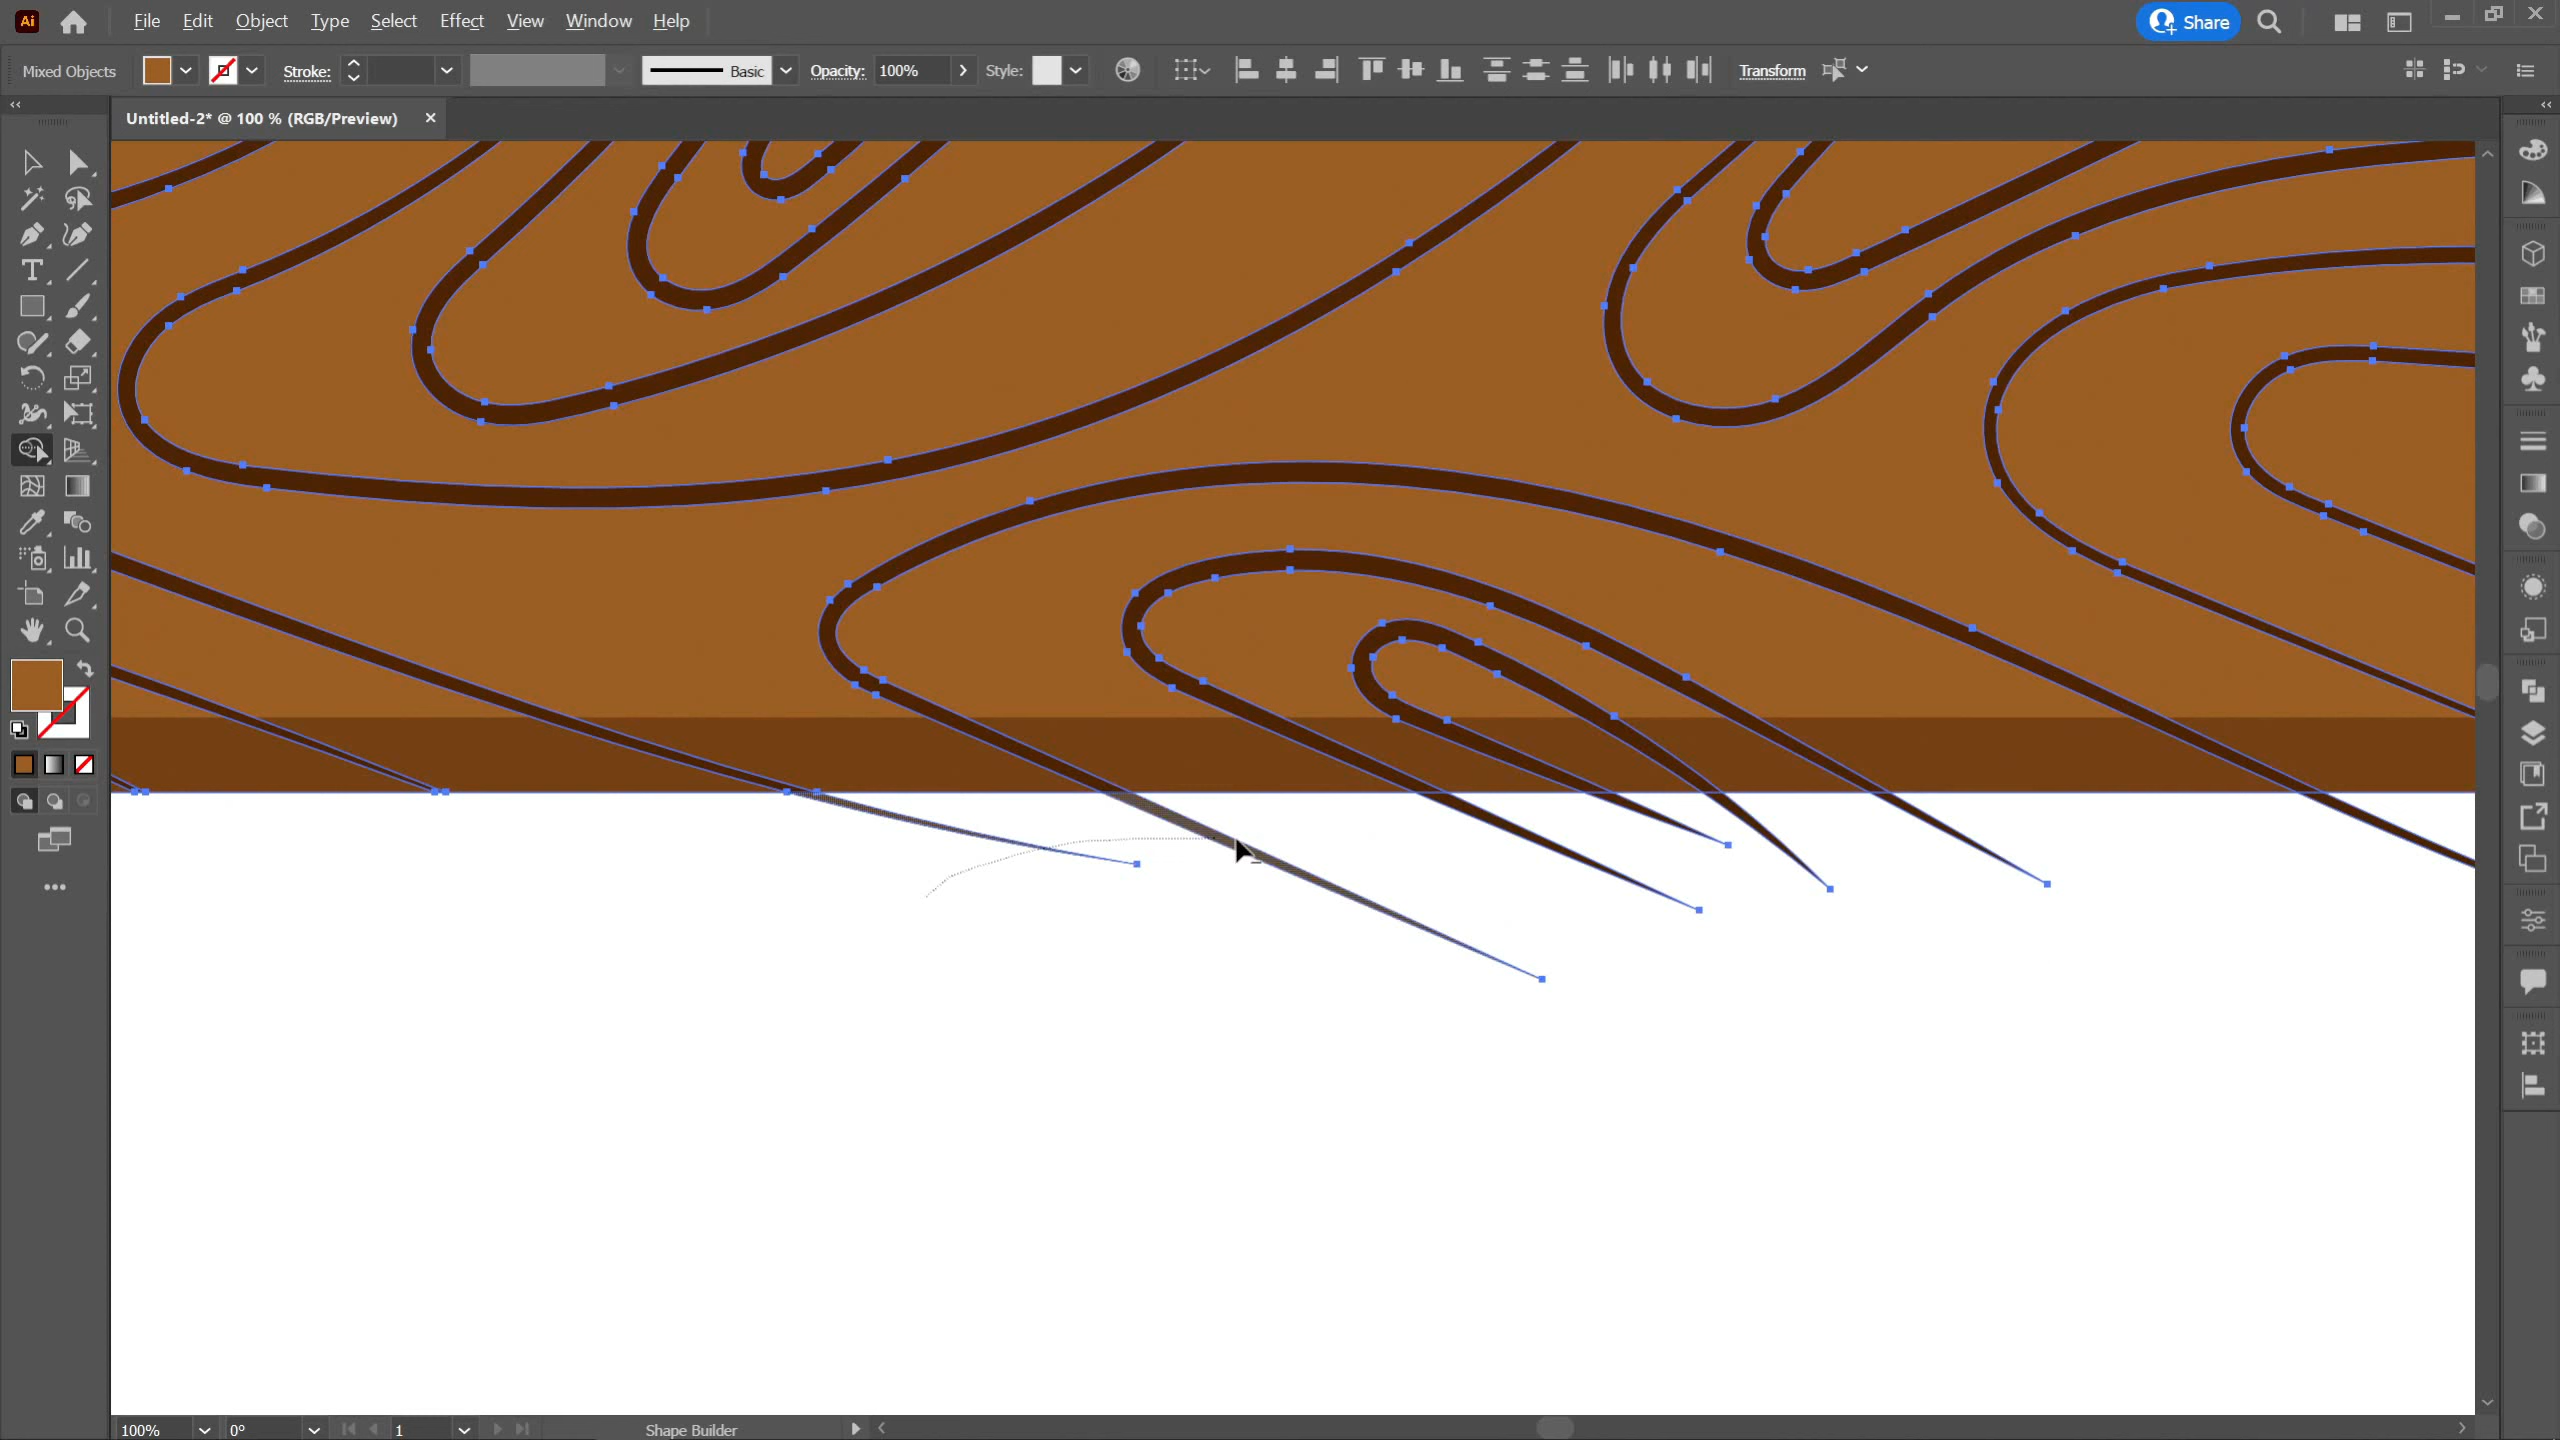 Ai File Edit Object Type Select Effect View Window Help Share
Mixed Objects Stroke: Basic Opacity: 100% Style: Transform
Untitled-2* @ 100 % (RGB/Preview)
100% 0° 1 Shape Builder